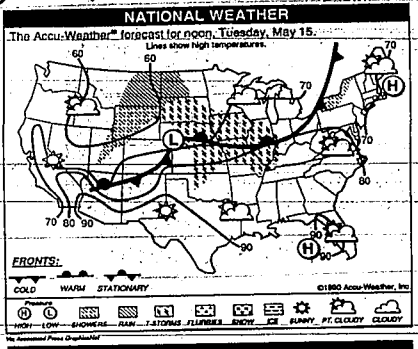 NATIONAL WEATHER
The Accu-Weather® forecast for noon, Tuesday, May 15.
Lines show high temperatures.
60
60
70
H
70
L
70
80
70 80 90
90
90
H
90
FRONTS:
COLD WARM STATIONARY
©1990 Accu-Weather, Inc.
Pressure
H L
HIGH LOW SHOWERS RAIN T-STORMS FLURRIES SNOW ICE SUNNY PT. CLOUDY CLOUDY
Via Associated Press GraphicsNet